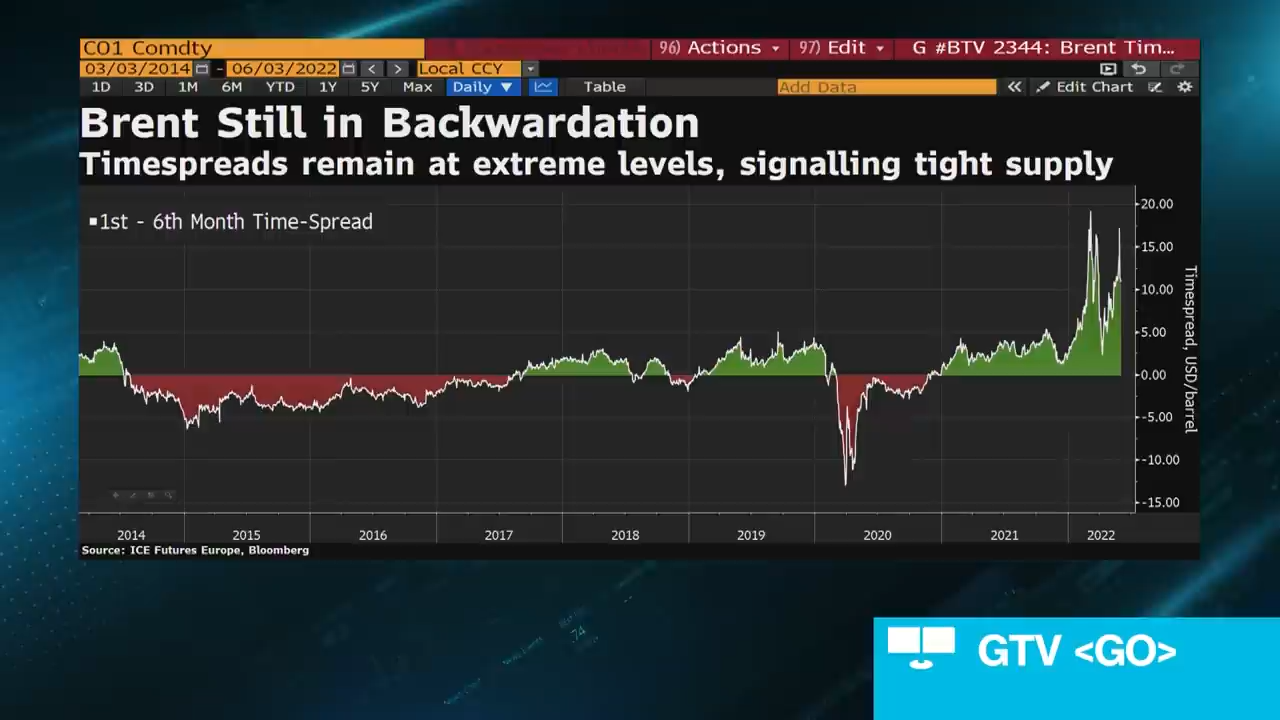 CO1 Comdty
96) Actions
97) Edit
G #BTV 2344: Brent Tim...
03/03/2014 - 06/03/2022
Local CCY
1D 3D 1M 6M YTD 1Y 5Y Max Daily ▼ Table Add Data « Edit Chart
Brent Still in Backwardation
Timespreads remain at extreme levels, signalling tight supply
1st - 6th Month Time-Spread
20.00
15.00
10.00
5.00
0.00
-5.00
-10.00
-15.00
Timespread, USD/barrel
2014 2015 2016 2017 2018 2019 2020 2021 2022
Source: ICE Futures Europe, Bloomberg
74
GTV <GO>